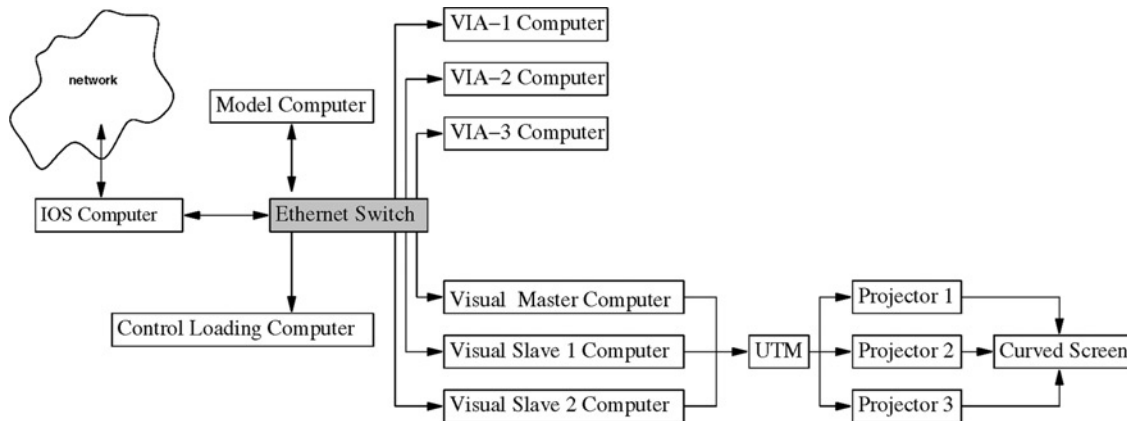 network
Model Computer
IOS Computer
Ethernet Switch
Control Loading Computer
VIA-1 Computer
VIA-2 Computer
VIA-3 Computer
Visual Master Computer
Visual Slave 1 Computer
Visual Slave 2 Computer
UTM
Projector 1
Projector 2
Projector 3
Curved Screen